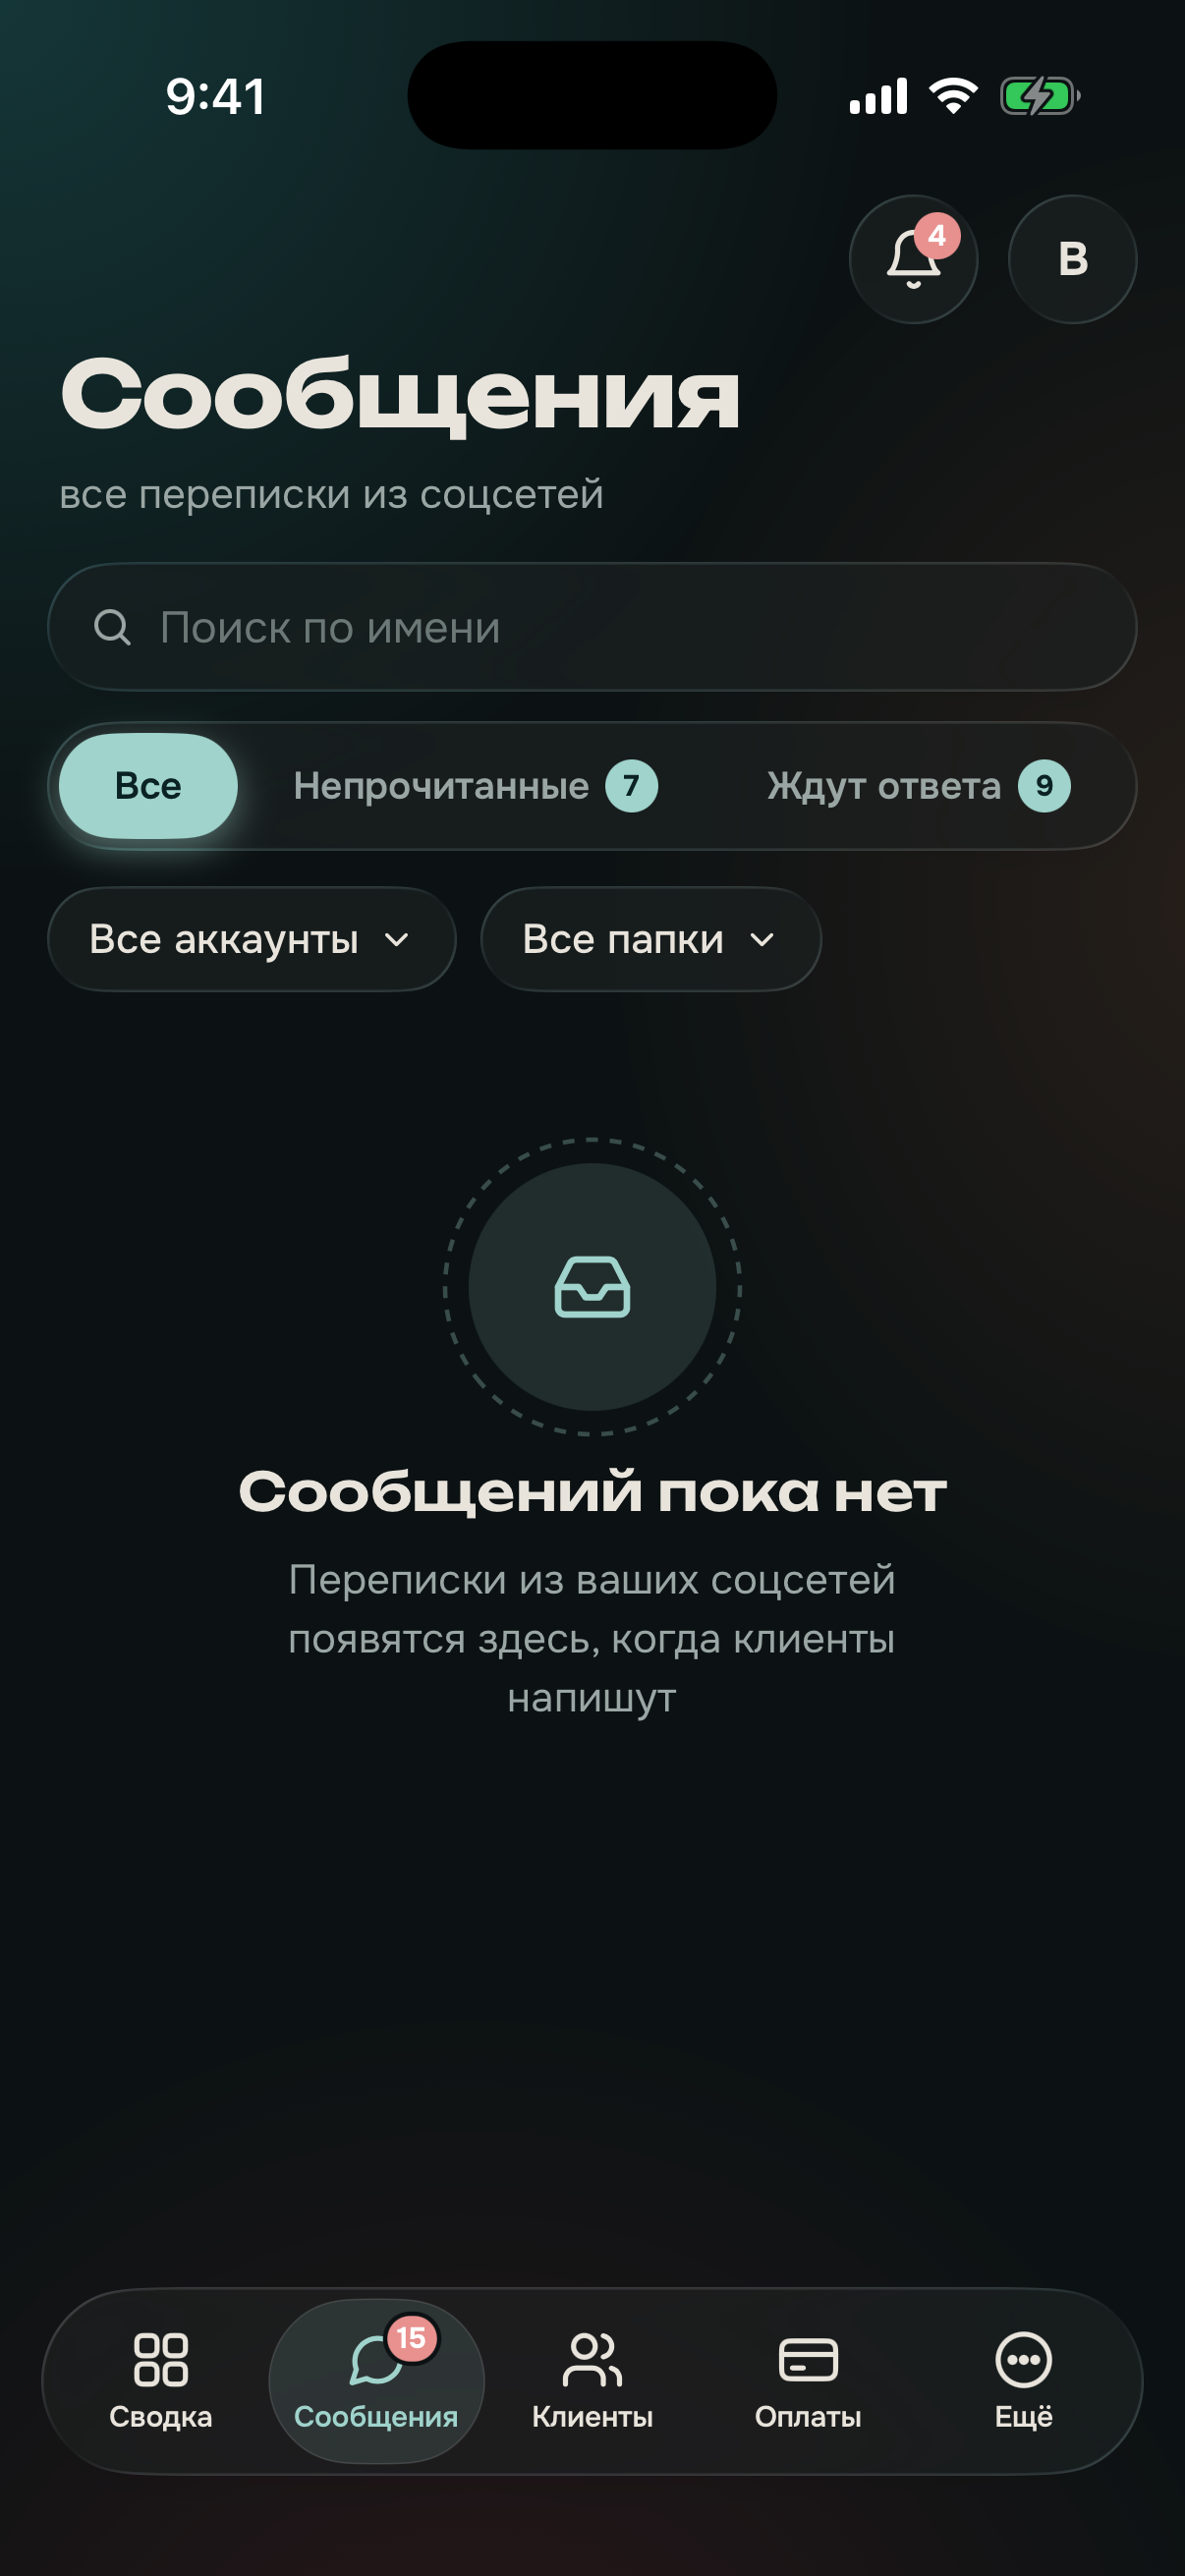 9:41
4
B
Сообщения
все переписки из соцсетей
Поиск по имени
Все Непрочитанные 7 Ждут ответа 9
Все аккаунты Все папки
Сообщений пока нет
Переписки из ваших соцсетей
появятся здесь, когда клиенты
напишут
15
Сводка Сообщения Клиенты Оплаты Ещё